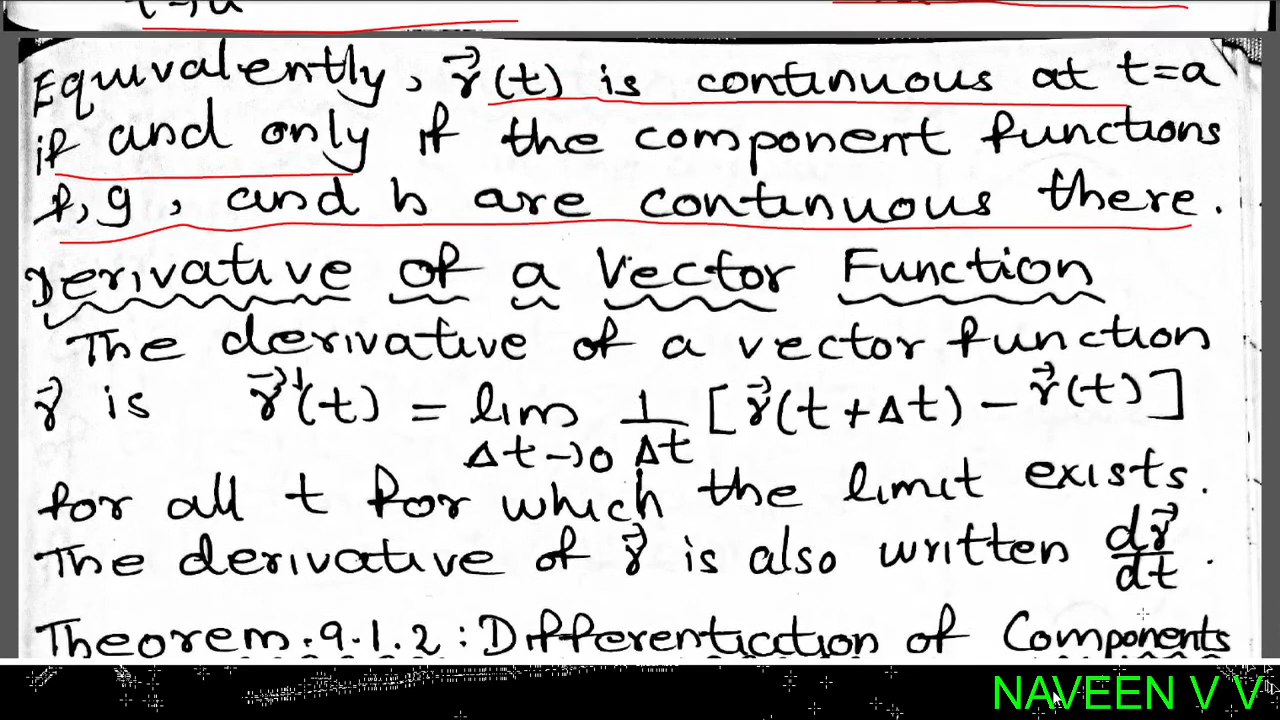 t→a
Equivalently, r⃗(t) is continuous at t=a
if and only if the component functions
f, g, and h are continuous there.
Derivative of a Vector Function
The derivative of a vector function
r⃗ is r⃗'(t) = lim Δt→0 1/Δt [r⃗(t+Δt) − r⃗(t)]
for all t for which the limit exists.
The derivative of r⃗ is also written dr⃗/dt.
Theorem.9.1.2: Differentiation of Components
NAVEEN V V